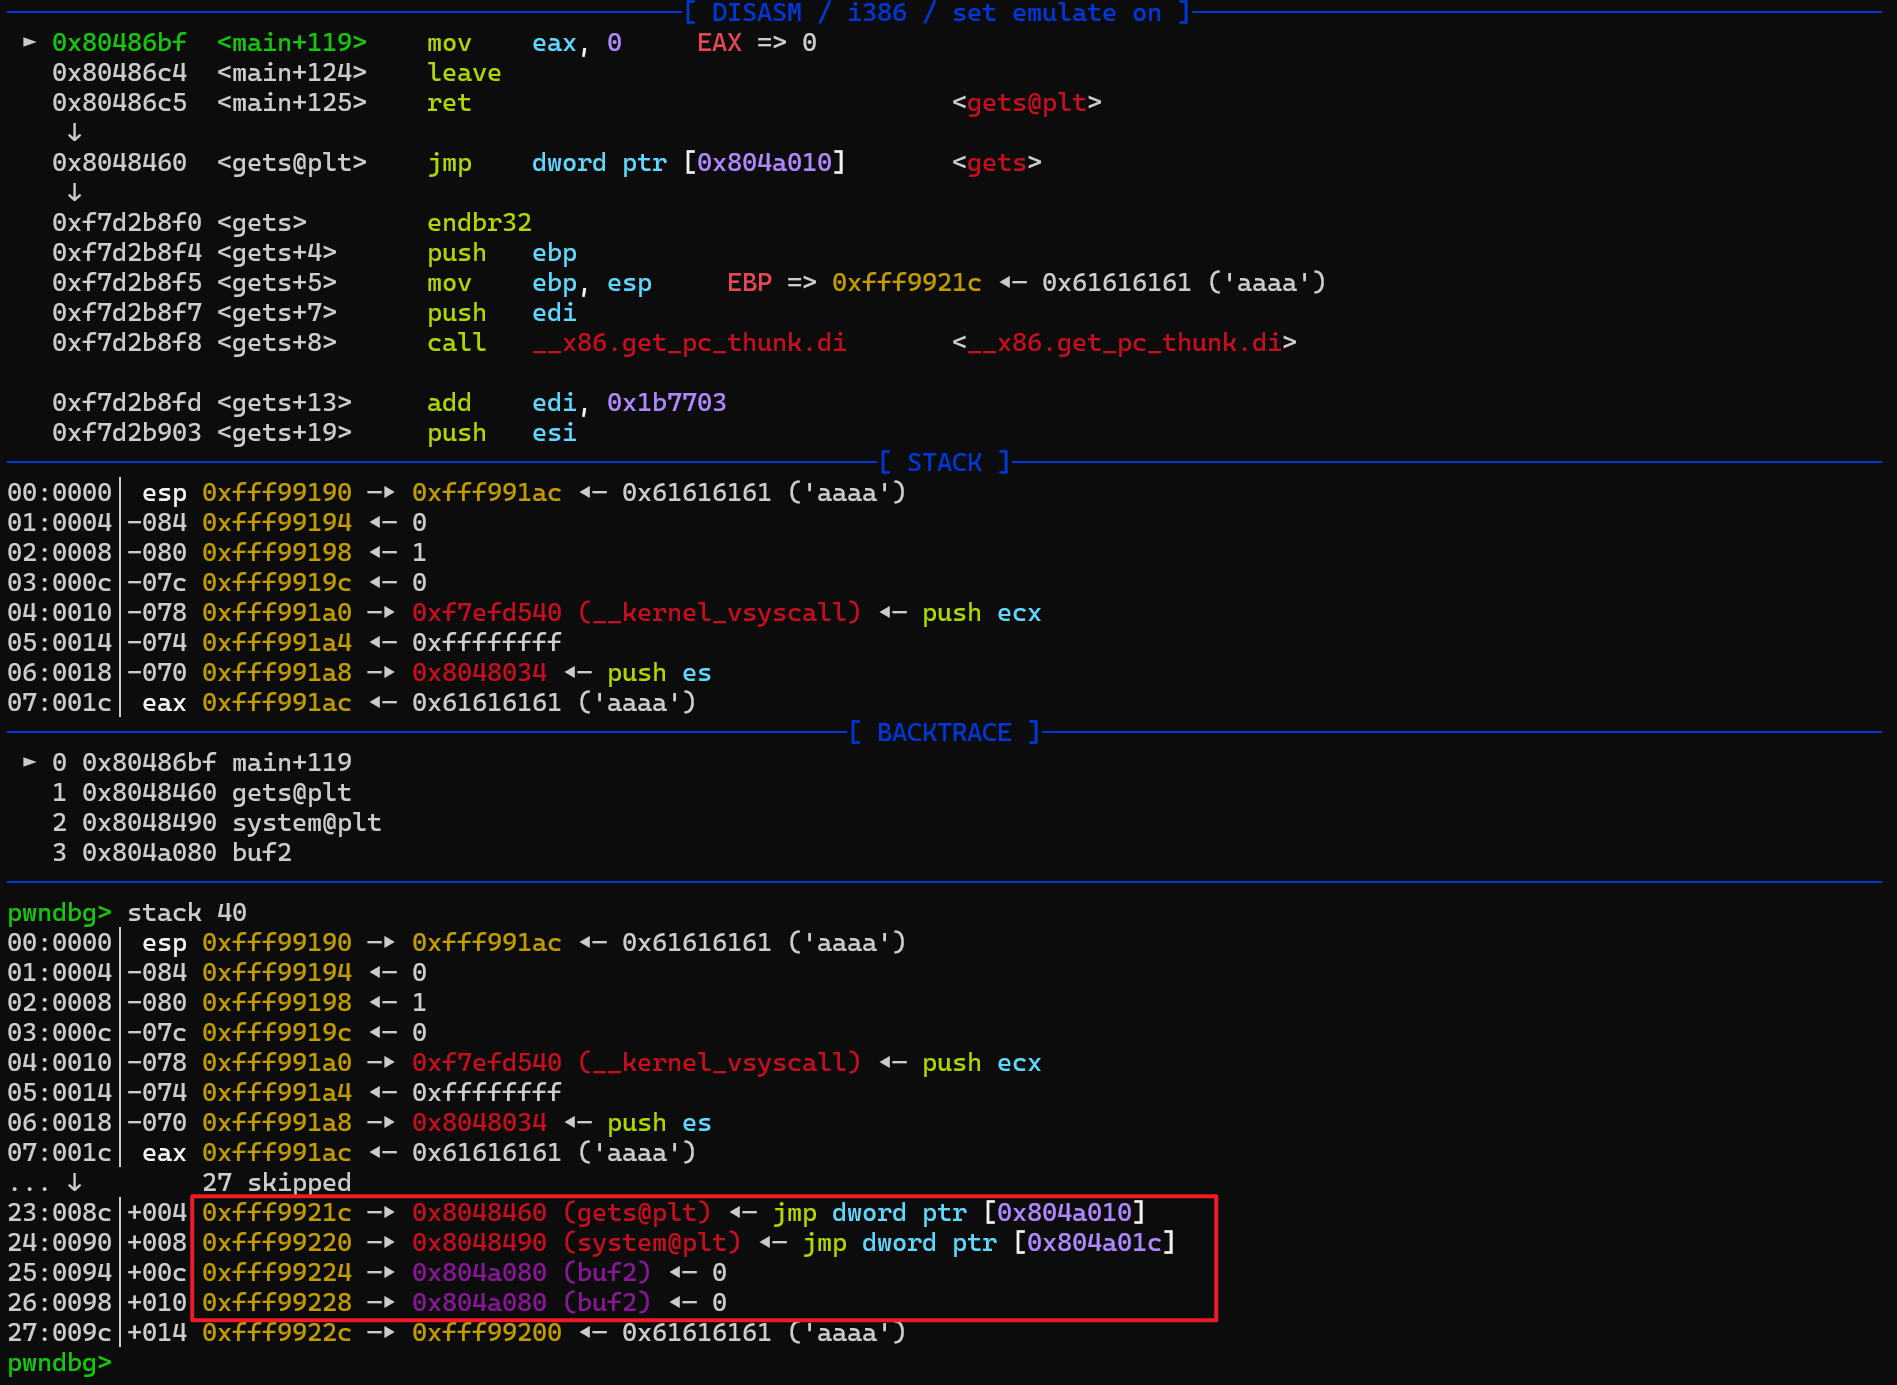 [ DISASM / i386 / set emulate on ]
► 0x80486bf <main+119> mov eax, 0 EAX => 0
0x80486c4 <main+124> leave
0x80486c5 <main+125> ret <gets@plt>
↓
0x8048460 <gets@plt> jmp dword ptr [0x804a010] <gets>
↓
0xf7d2b8f0 <gets> endbr32
0xf7d2b8f4 <gets+4> push ebp
0xf7d2b8f5 <gets+5> mov ebp, esp EBP => 0xfff9921c ◂— 0x61616161 ('aaaa')
0xf7d2b8f7 <gets+7> push edi
0xf7d2b8f8 <gets+8> call __x86.get_pc_thunk.di <__x86.get_pc_thunk.di>
0xf7d2b8fd <gets+13> add edi, 0x1b7703
0xf7d2b903 <gets+19> push esi
[ STACK ]
00:0000│ esp 0xfff99190 —▸ 0xfff991ac ◂— 0x61616161 ('aaaa')
01:0004│-084 0xfff99194 ◂— 0
02:0008│-080 0xfff99198 ◂— 1
03:000c│-07c 0xfff9919c ◂— 0
04:0010│-078 0xfff991a0 —▸ 0xf7efd540 (__kernel_vsyscall) ◂— push ecx
05:0014│-074 0xfff991a4 ◂— 0xffffffff
06:0018│-070 0xfff991a8 —▸ 0x8048034 ◂— push es
07:001c│ eax 0xfff991ac ◂— 0x61616161 ('aaaa')
[ BACKTRACE ]
► 0 0x80486bf main+119
1 0x8048460 gets@plt
2 0x8048490 system@plt
3 0x804a080 buf2
pwndbg> stack 40
00:0000│ esp 0xfff99190 —▸ 0xfff991ac ◂— 0x61616161 ('aaaa')
01:0004│-084 0xfff99194 ◂— 0
02:0008│-080 0xfff99198 ◂— 1
03:000c│-07c 0xfff9919c ◂— 0
04:0010│-078 0xfff991a0 —▸ 0xf7efd540 (__kernel_vsyscall) ◂— push ecx
05:0014│-074 0xfff991a4 ◂— 0xffffffff
06:0018│-070 0xfff991a8 —▸ 0x8048034 ◂— push es
07:001c│ eax 0xfff991ac ◂— 0x61616161 ('aaaa')
... ↓ 27 skipped
23:008c│+004 0xfff9921c —▸ 0x8048460 (gets@plt) ◂— jmp dword ptr [0x804a010]
24:0090│+008 0xfff99220 —▸ 0x8048490 (system@plt) ◂— jmp dword ptr [0x804a01c]
25:0094│+00c 0xfff99224 —▸ 0x804a080 (buf2) ◂— 0
26:0098│+010 0xfff99228 —▸ 0x804a080 (buf2) ◂— 0
27:009c│+014 0xfff9922c —▸ 0xfff99200 ◂— 0x61616161 ('aaaa')
pwndbg>